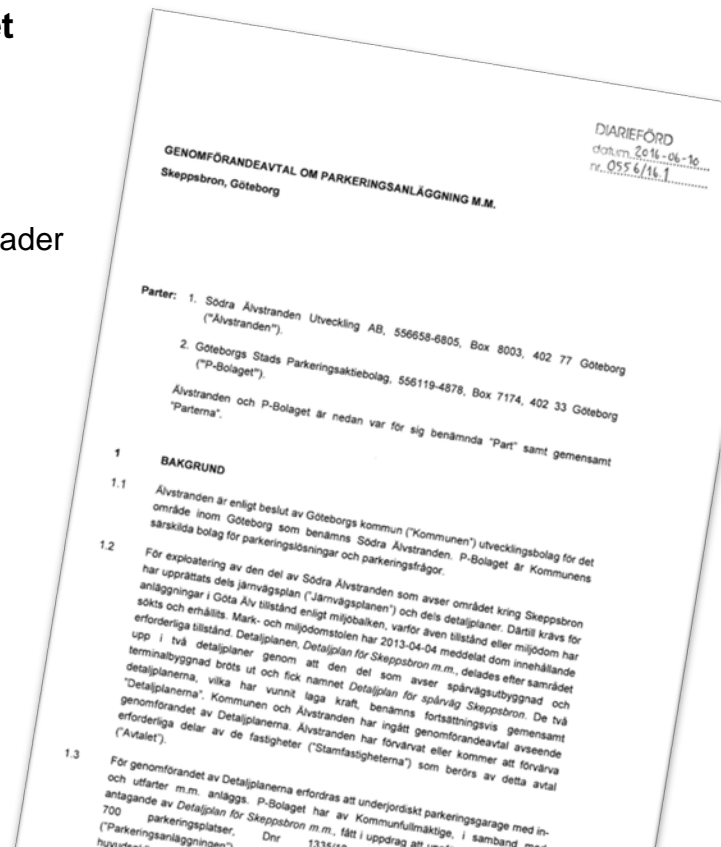 et
ader
DIARIEFÖRD
datum 2016-06-10
nr. 0556/16.1
GENOMFÖRANDEAVTAL OM PARKERINGSANLÄGGNING M.M.
Skeppsbron, Göteborg
Parter: 1. Södra Älvstranden Utveckling AB, 556658-6805, Box 8003, 402 77 Göteborg
("Älvstranden").
2. Göteborgs Stads Parkeringsaktiebolag, 556119-4878, Box 7174, 402 33 Göteborg
("P-Bolaget").
Älvstranden och P-Bolaget är nedan var för sig benämnda "Part" samt gemensamt
"Parterna".
1 BAKGRUND
1.1 Älvstranden är enligt beslut av Göteborgs kommun ("Kommunen") utvecklingsbolag för det
område inom Göteborg som benämns Södra Älvstranden. P-Bolaget är Kommunens
särskilda bolag för parkeringslösningar och parkeringsfrågor.
1.2 För exploatering av den del av Södra Älvstranden som avser området kring Skeppsbron
har upprättats dels järnvägsplan ("Järnvägsplanen") och dels detaljplaner. Därtill krävs för
anläggningar i Göta Älv tillstånd enligt miljöbalken, varför även tillstånd eller miljödom har
sökts och erhållits. Mark- och miljödomstolen har 2013-04-04 meddelat dom innehållande
erforderliga tillstånd. Detaljplanen, Detaljplan för Skeppsbron m.m., delades efter samrådet
upp i två detaljplaner genom att den del som avser spårvägsutbyggnad och
terminalbyggnad bröts ut och fick namnet Detaljplan för spårväg Skeppsbron. De två
detaljplanerna, vilka har vunnit laga kraft, benämns fortsättningsvis gemensamt
"Detaljplanerna". Kommunen och Älvstranden har ingått genomförandeavtal avseende
genomförandet av Detaljplanerna. Älvstranden har förvärvat eller kommer att förvärva
erforderliga delar av de fastigheter ("Stamfastigheterna") som berörs av detta avtal
("Avtalet").
1.3 För genomförandet av Detaljplanerna erfordras att underjordiskt parkeringsgarage med in-
och utfarter m.m. anläggs. P-Bolaget har av Kommunfullmäktige, i samband med
antagande av Detaljplan för Skeppsbron m.m., fått i uppdrag att
700 parkeringsplatser, Dnr
("Parkeringsanläggningen")